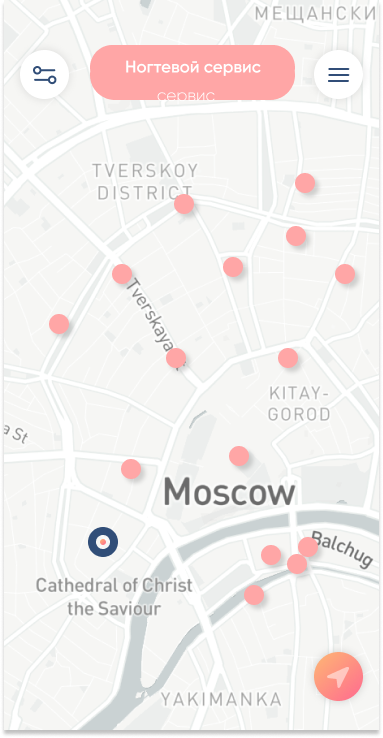 МЕЩАНСКИ
Ногтевой сервис
сервис
TVERSKOY
DISTRICT
Tverskaya
KITAY-
GOROD
a St
Moscow
Balchug
Cathedral of Christ
the Saviour
YAKIMANKA